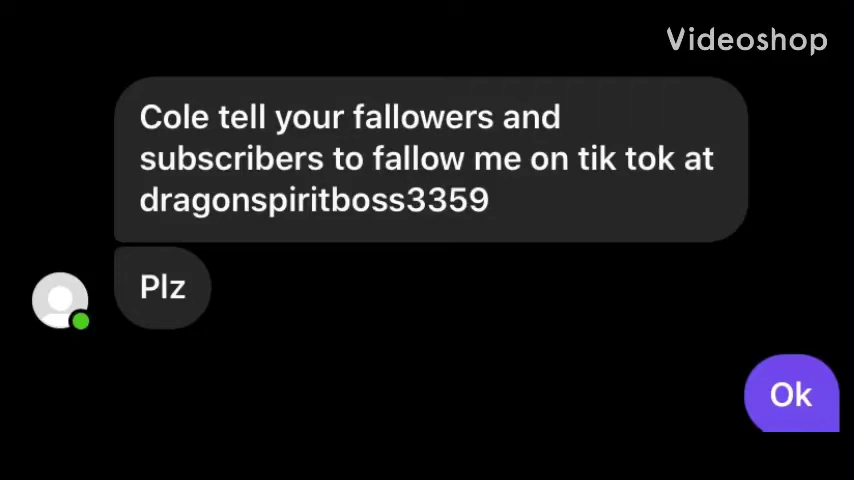 Videoshop
Cole tell your fallowers and
subscribers to fallow me on tik tok at
dragonspiritboss3359
Plz
Ok